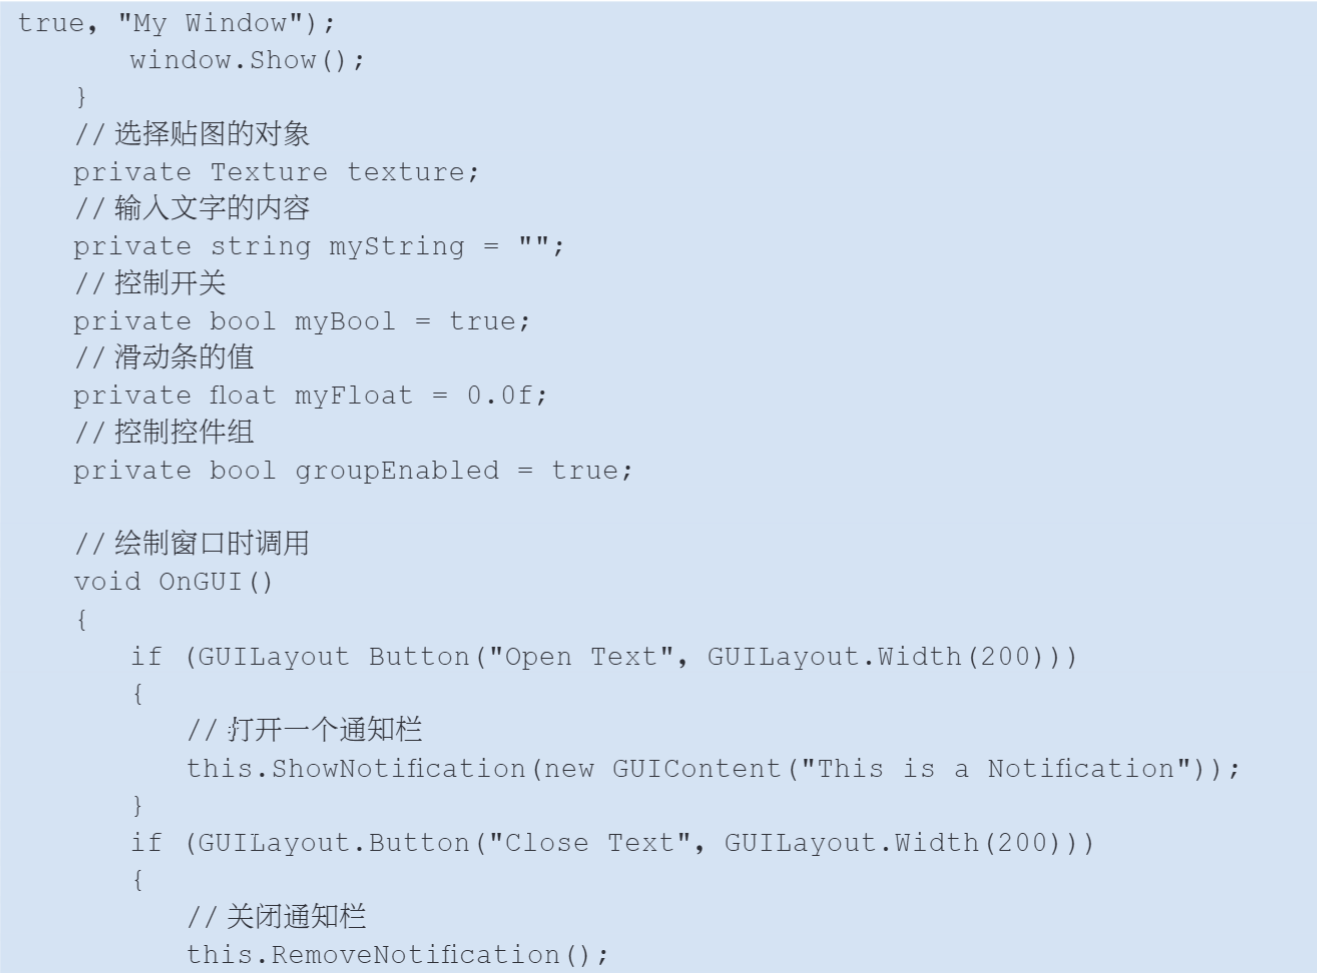 true, "My Window");
window.Show();
}
// 选择贴图的对象
private Texture texture;
// 输入文字的内容
private string myString = "";
// 控制开关
private bool myBool = true;
// 滑动条的值
private float myFloat = 0.0f;
// 控制控件组
private bool groupEnabled = true;
// 绘制窗口时调用
void OnGUI()
{
if (GUILayout Button("Open Text", GUILayout.Width(200)))
{
// 打开一个通知栏
this.ShowNotification(new GUIContent("This is a Notification"));
}
if (GUILayout.Button("Close Text", GUILayout.Width(200)))
{
// 关闭通知栏
this.RemoveNotification();